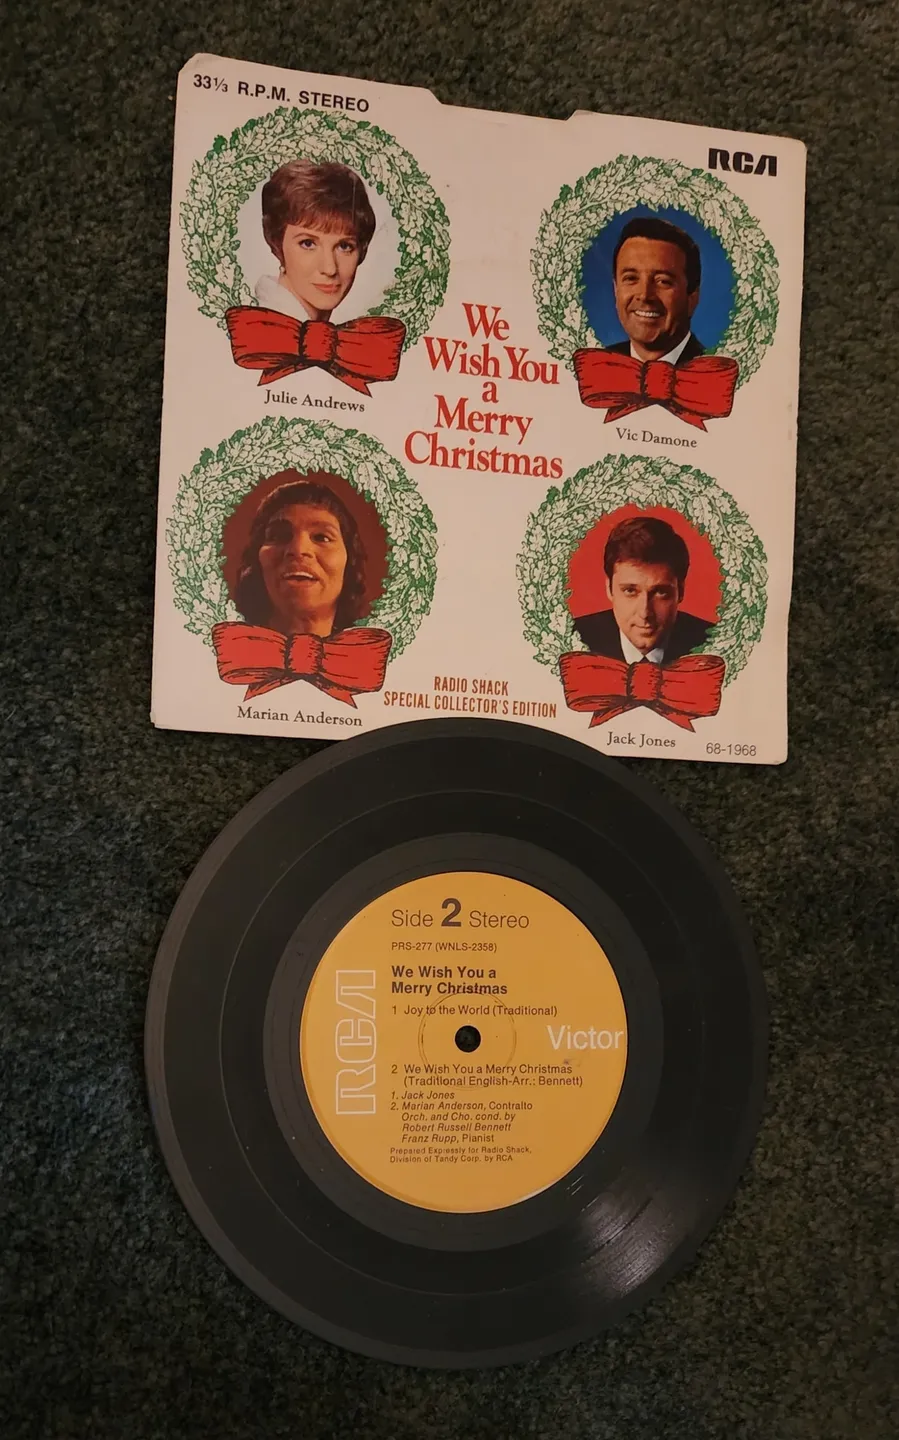 33⅓ R.P.M. STEREO
RCA
We
Wish You
a
Merry
Christmas
Julie Andrews
Vic Damone
RADIO SHACK
SPECIAL COLLECTOR'S EDITION
Marian Anderson
Jack Jones
68-1968
Side 2 Stereo
PRS-277 (WNLS-2358)
We Wish You a
Merry Christmas
1 Joy to the World (Traditional)
RCA
Victor
2 We Wish You a Merry Christmas
(Traditional English-Arr.: Bennett)
1. Jack Jones
2. Marian Anderson, Contralto
Orch. and Cho. cond. by
Robert Russell Bennett
Franz Rupp, Pianist
Prepared Expressly for Radio Shack,
Division of Tandy Corp. by RCA